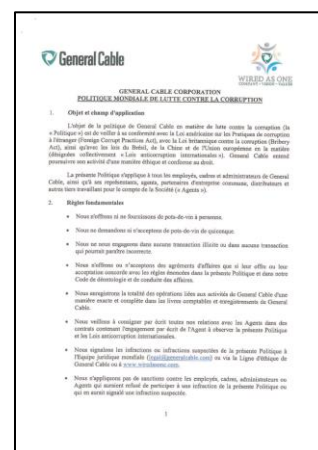 General Cable
WIRED AS ONE
GENERAL CABLE CORPORATION
POLITIQUE MONDIALE DE LUTTE CONTRE LA CORRUPTION
1. Objet et champ d'application
L'objet de la politique de General Cable en matière de lutte contre la corruption (la
« Politique ») est de veiller à se conformer avec la Loi américaine sur les Pratiques de corruption
à l'étranger (Foreign Corrupt Practices Act), avec la Loi britannique contre la corruption (Bribery
Act), ainsi qu'avec les lois du Brésil, de la Chine et de l'Union européenne en la matière
(désignées collectivement « Lois anticorruption internationales »). General Cable entend
poursuivre son activité d'une manière éthique et conforme au droit.
La présente Politique s'applique à tous les employés, cadres et administrateurs de General
Cable, ainsi qu'à ses représentants, agents, partenaires d'entreprise commune, distributeurs et
autres tiers travaillant pour le compte de la Société (« Agents »).
2. Règles fondamentales
• Nous n'offrons ni ne fournissons de pots-de-vin à personne.
• Nous ne demandons ni n'acceptons de pots-de-vin de quiconque.
• Nous ne nous engageons dans aucune transaction illicite ou dans aucune transaction
qui pourrait paraître incorrecte.
• Nous n'offrons ou n'acceptons des agréments d'affaires que si leur offre ou leur
acceptation concorde avec les règles énoncées dans la présente Politique et dans notre
Code de déontologie et de conduite des affaires.
• Nous enregistrons la totalité des opérations liées aux activités de General Cable d'une
manière exacte et complète dans les livres comptables et enregistrements de General
Cable.
• Nous veillons à consigner par écrit toutes nos relations avec les Agents dans des
contrats contenant l'engagement par écrit de l'Agent à observer la présente Politique
et les Lois anticorruption internationales.
• Nous signalons les infractions ou infractions suspectées de la présente Politique à
l'Equipe juridique mondiale (legal@generalcable.com) ou via la Ligne d'éthique de
General Cable ou à www.wiredasone.com.
• Nous n'appliquons pas de sanctions contre les employés, cadres, administrateurs ou
Agents qui auraient refusé de participer à une infraction de la présente Politique ou
qui en aurait signalé une infraction suspectée.
1